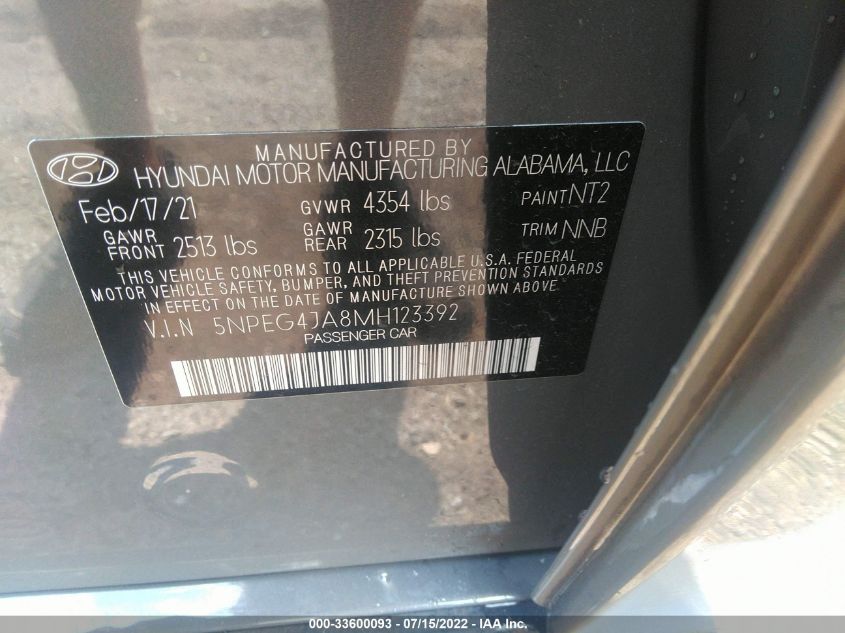 MANUFACTURED BY
HYUNDAI MOTOR MANUFACTURING ALABAMA, LLC
Feb/17/21 GVWR 4354 lbs PAINT NT2
GAWR FRONT 2513 lbs GAWR REAR 2315 lbs TRIM NNB
THIS VEHICLE CONFORMS TO ALL APPLICABLE U.S.A. FEDERAL
MOTOR VEHICLE SAFETY, BUMPER, AND THEFT PREVENTION STANDARDS
IN EFFECT ON THE DATE OF MANUFACTURE SHOWN ABOVE.
V.I.N 5NPEG4JA8MH123392
PASSENGER CAR
000-33600093 - 07/15/2022 - IAA Inc.